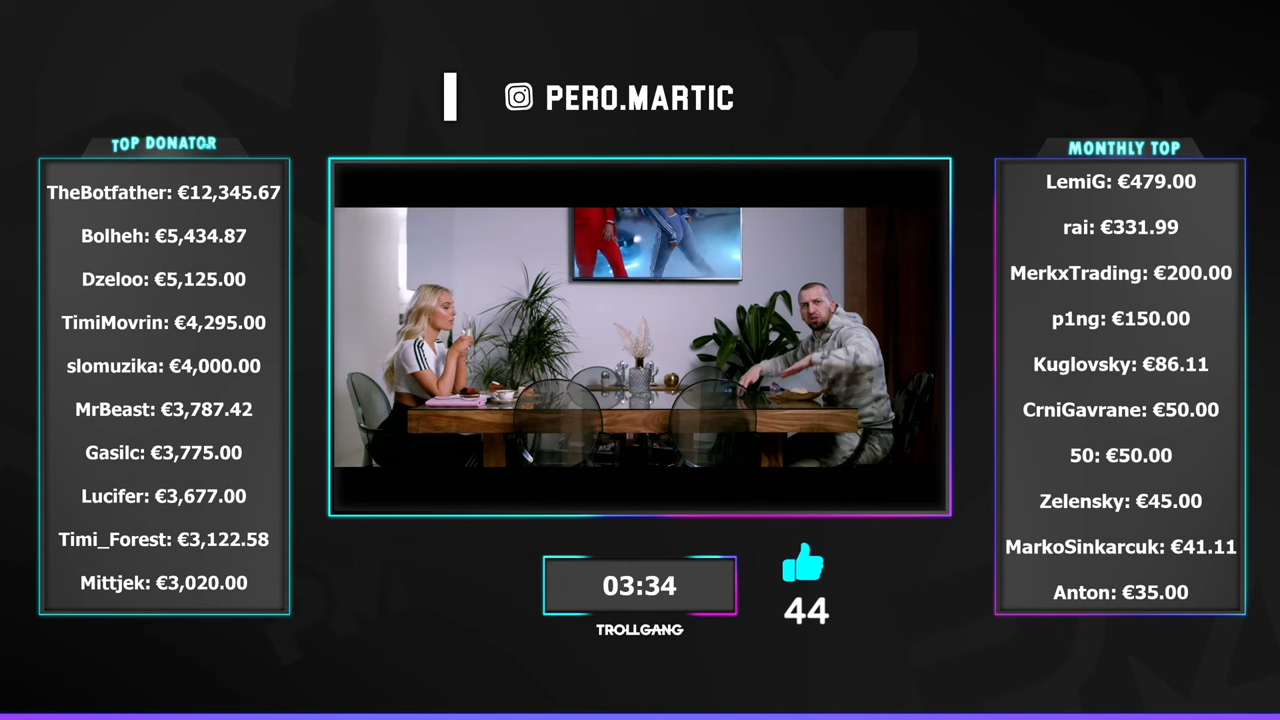 PERO.MARTIC
TOP DONATOR
TheBotfather: €12,345.67
Bolheh: €5,434.87
Dzeloo: €5,125.00
TimiMovrin: €4,295.00
slomuzika: €4,000.00
MrBeast: €3,787.42
Gasilc: €3,775.00
Lucifer: €3,677.00
Timi_Forest: €3,122.58
Mittjek: €3,020.00
03:34
TROLLGANG
44
MONTHLY TOP
LemiG: €479.00
rai: €331.99
MerkxTrading: €200.00
p1ng: €150.00
Kuglovsky: €86.11
CrniGavrane: €50.00
50: €50.00
Zelensky: €45.00
MarkoSinkarcuk: €41.11
Anton: €35.00